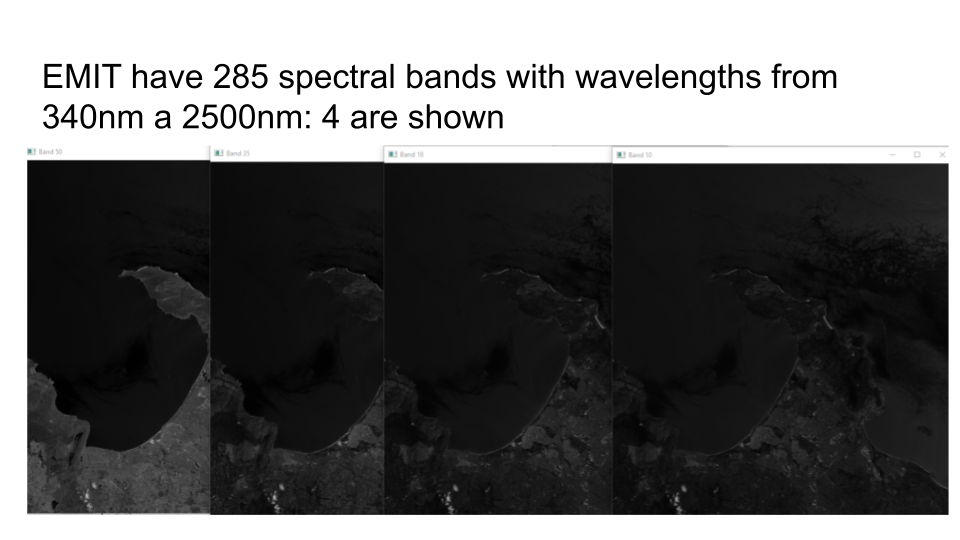 EMIT have 285 spectral bands with wavelengths from
340nm a 2500nm: 4 are shown
Band 50
Band 35
Band 18
Band 10